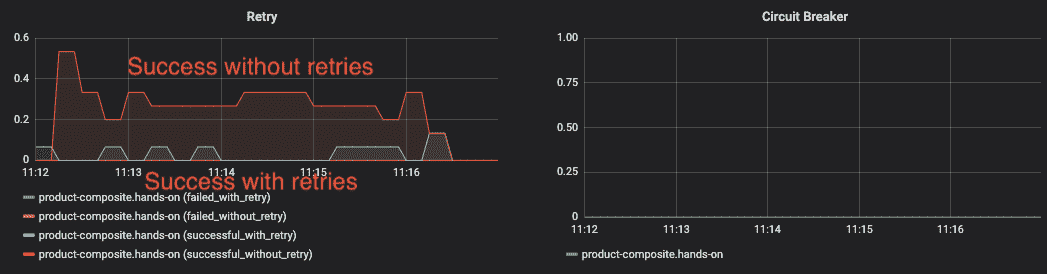 Retry
0.6
Success without retries
0.4
0.2
0
11:12
11:13
11:14
11:15
11:16
Success with retries
product-composite.hands-on (failed_with_retry)
product-composite.hands-on (failed_without_retry)
product-composite.hands-on (successful_with_retry)
product-composite.hands-on (successful_without_retry)
Circuit Breaker
1.00
0.75
0.50
0.25
0
11:12
11:13
11:14
11:15
11:16
product-composite.hands-on